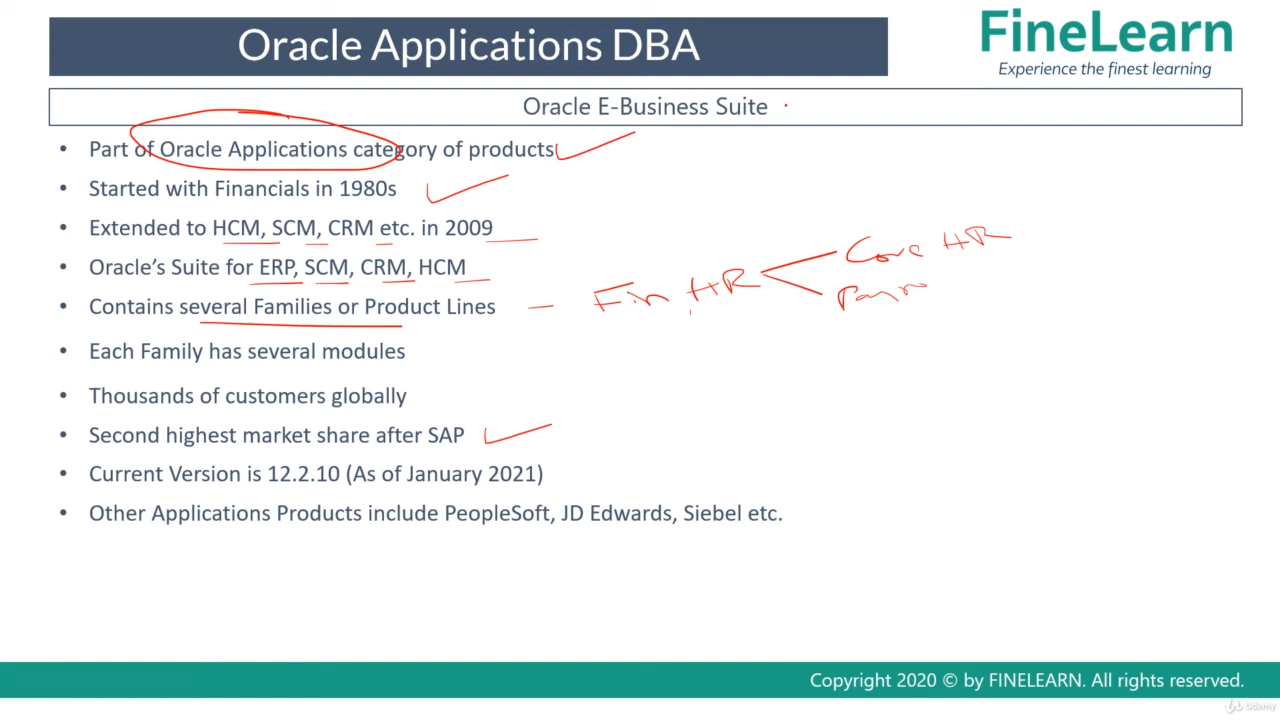 Oracle Applications DBA
FineLearn
Experience the finest learning
Oracle E-Business Suite
• Part of Oracle Applications category of products
• Started with Financials in 1980s
• Extended to HCM, SCM, CRM etc. in 2009
Core HR
• Oracle's Suite for ERP, SCM, CRM, HCM
Fin, HR
• Contains several Families or Product Lines
• Each Family has several modules
• Thousands of customers globally
• Second highest market share after SAP
• Current Version is 12.2.10 (As of January 2021)
• Other Applications Products include PeopleSoft, JD Edwards, Siebel etc.
Copyright 2020 © by FINELEARN. All rights reserved.
Udemy